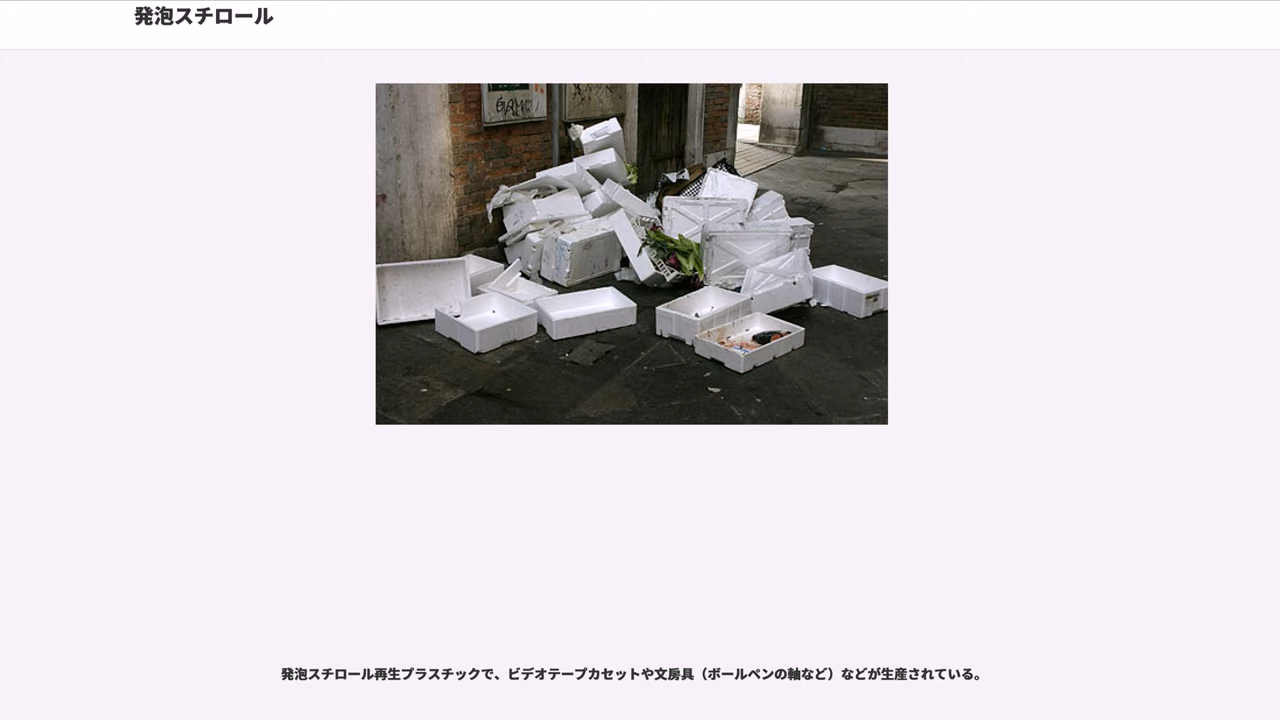 発泡スチロール
発泡スチロール再生プラスチックで、ビデオテープカセットや文房具（ボールペンの軸など）などが生産されている。